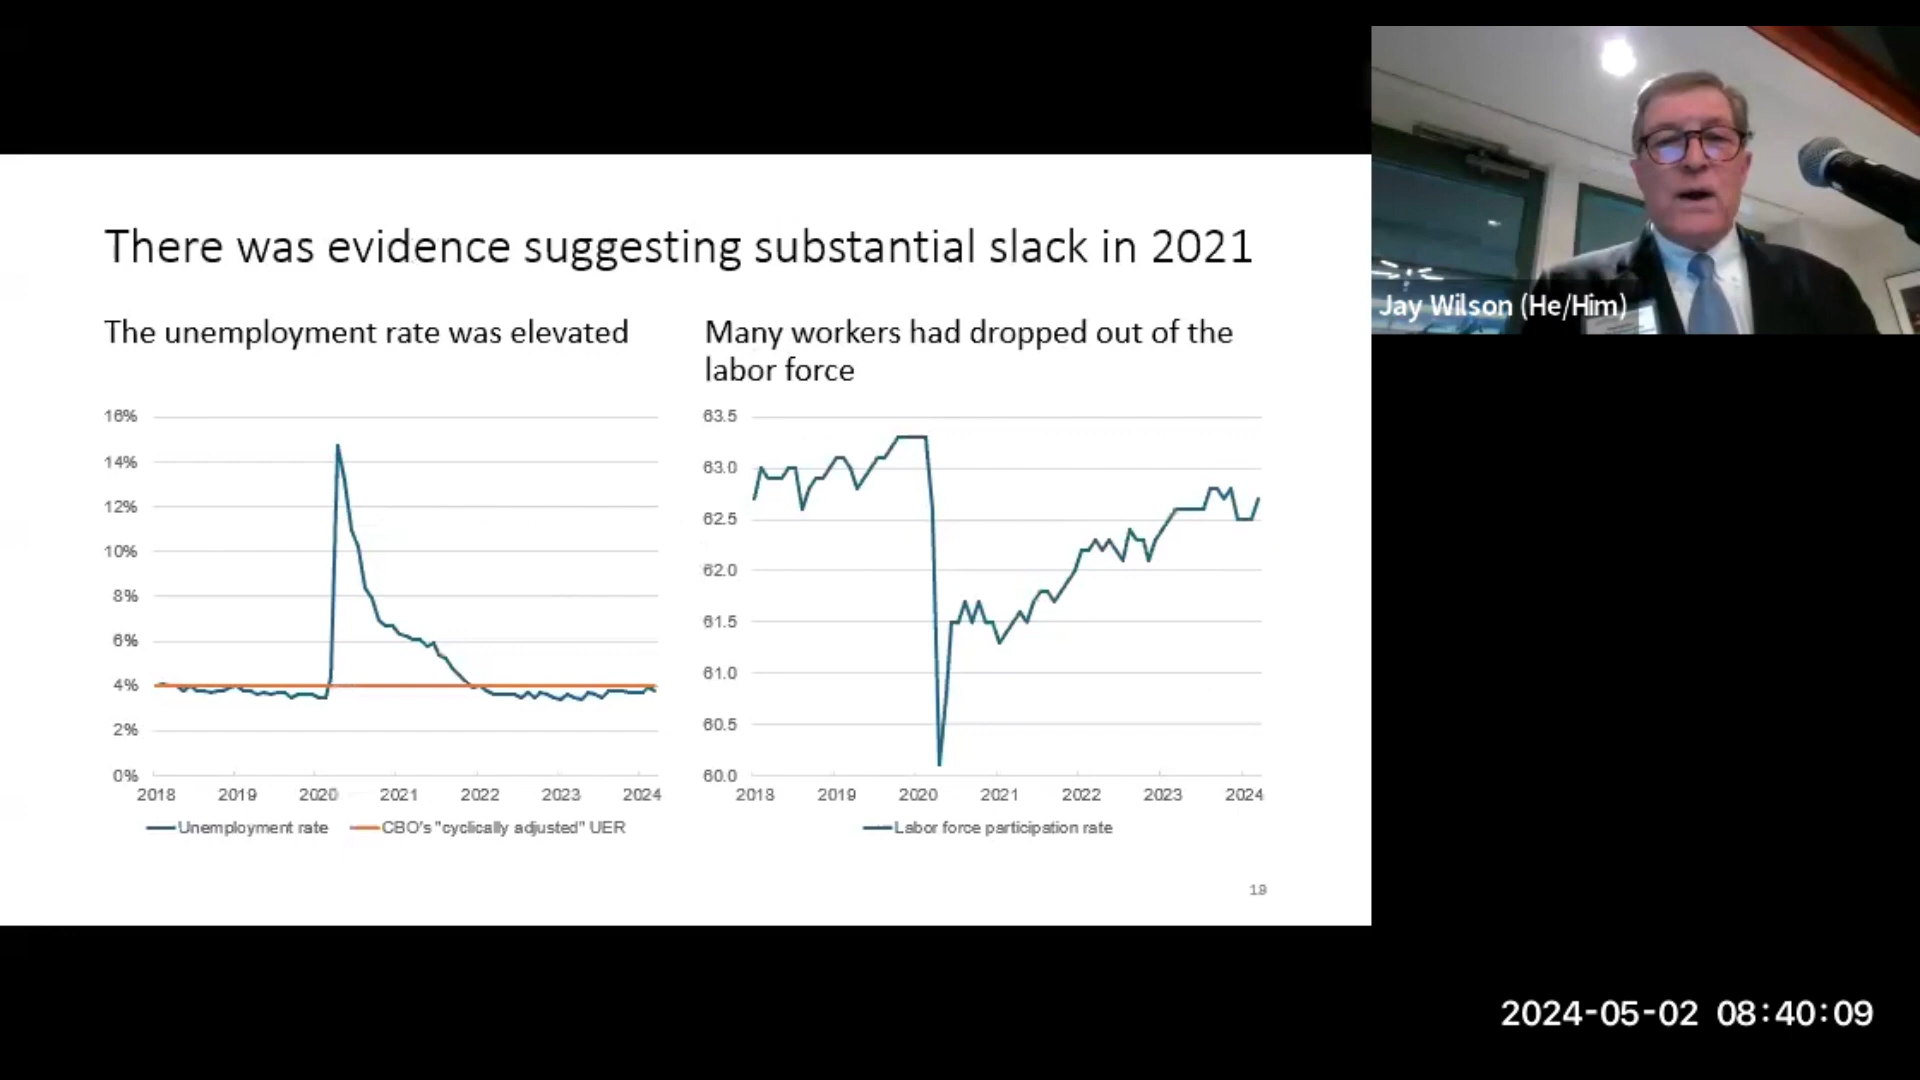 There was evidence suggesting substantial slack in 2021
The unemployment rate was elevated
Many workers had dropped out of the
labor force
16%
14%
12%
10%
8%
6%
4%
2%
0%
2018 2019 2020 2021 2022 2023 2024
Unemployment rate CBO's "cyclically adjusted" UER
63.5
63.0
62.5
62.0
61.5
61.0
60.5
60.0
2018 2019 2020 2021 2022 2023 2024
Labor force participation rate
19
Jay Wilson (He/Him)
2024-05-02 08:40:09